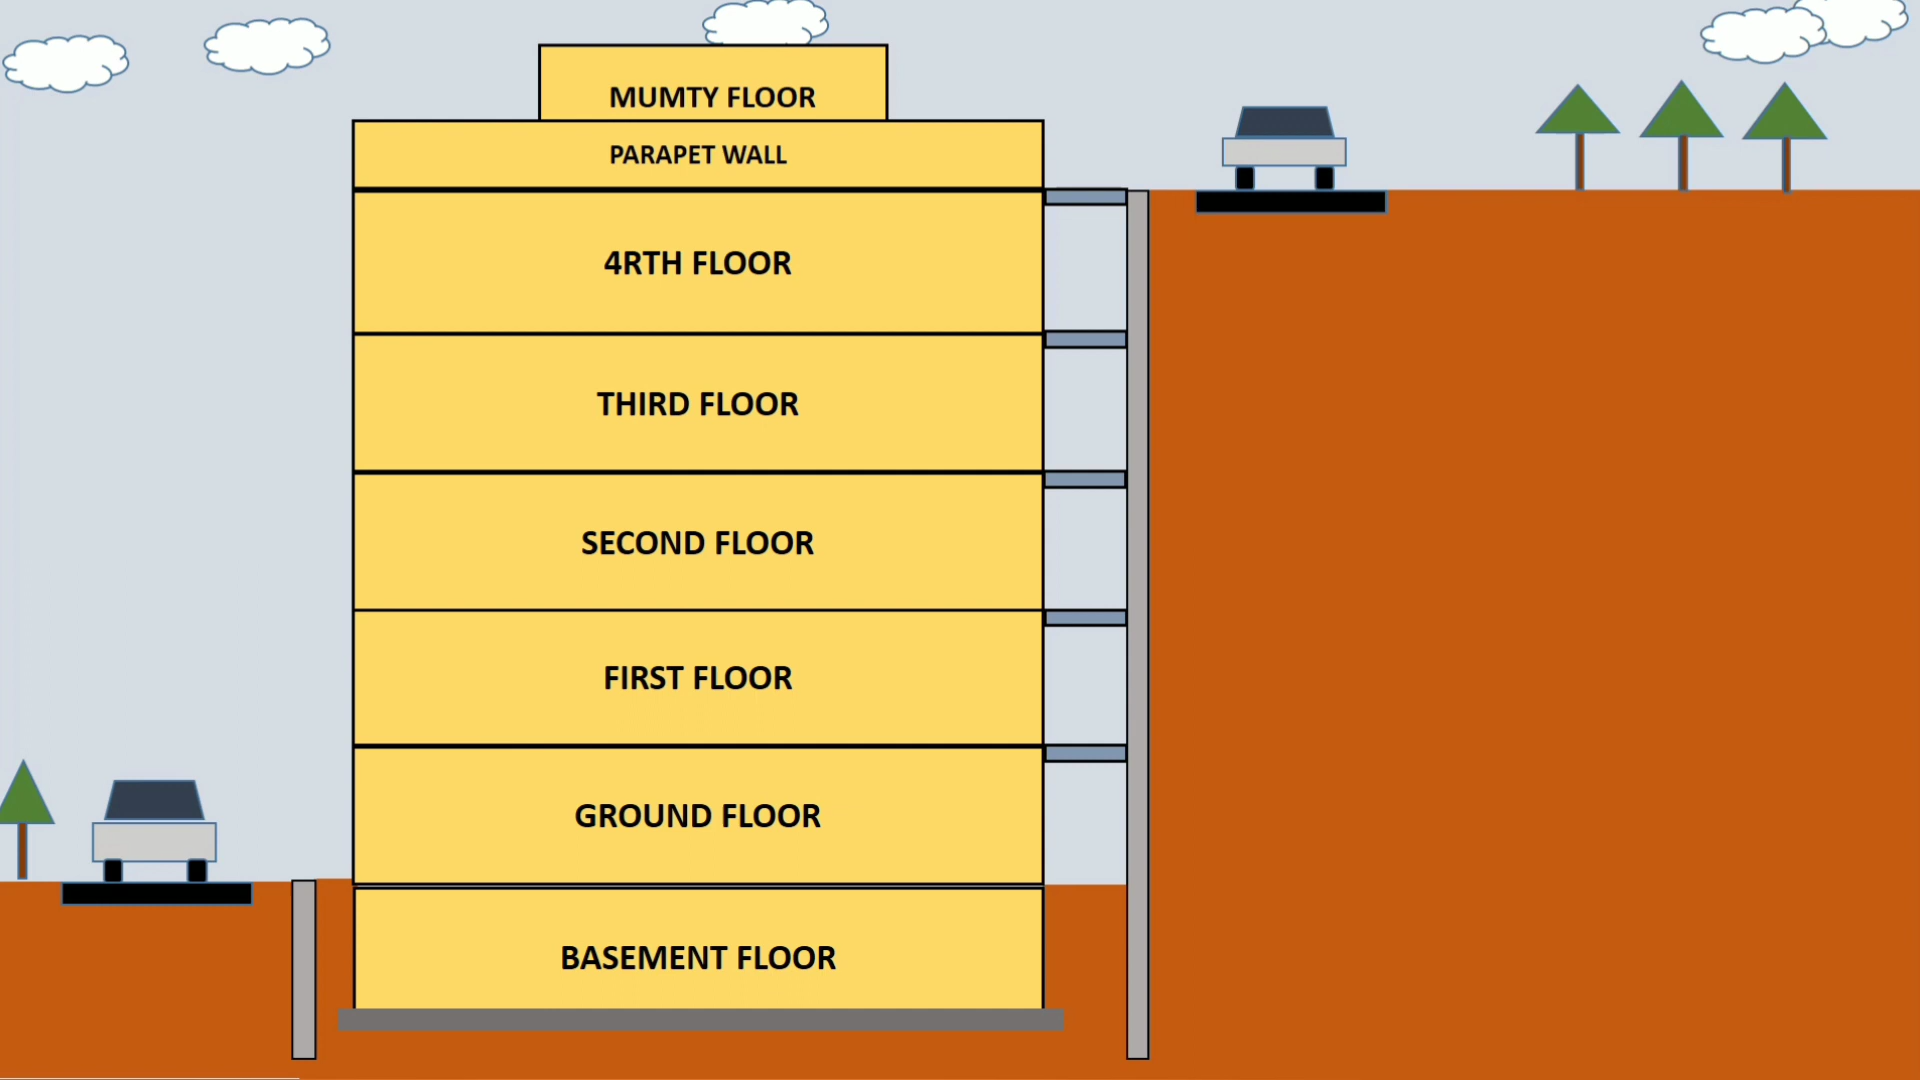 MUMTY FLOOR
PARAPET WALL
4RTH FLOOR
THIRD FLOOR
SECOND FLOOR
FIRST FLOOR
GROUND FLOOR
BASEMENT FLOOR